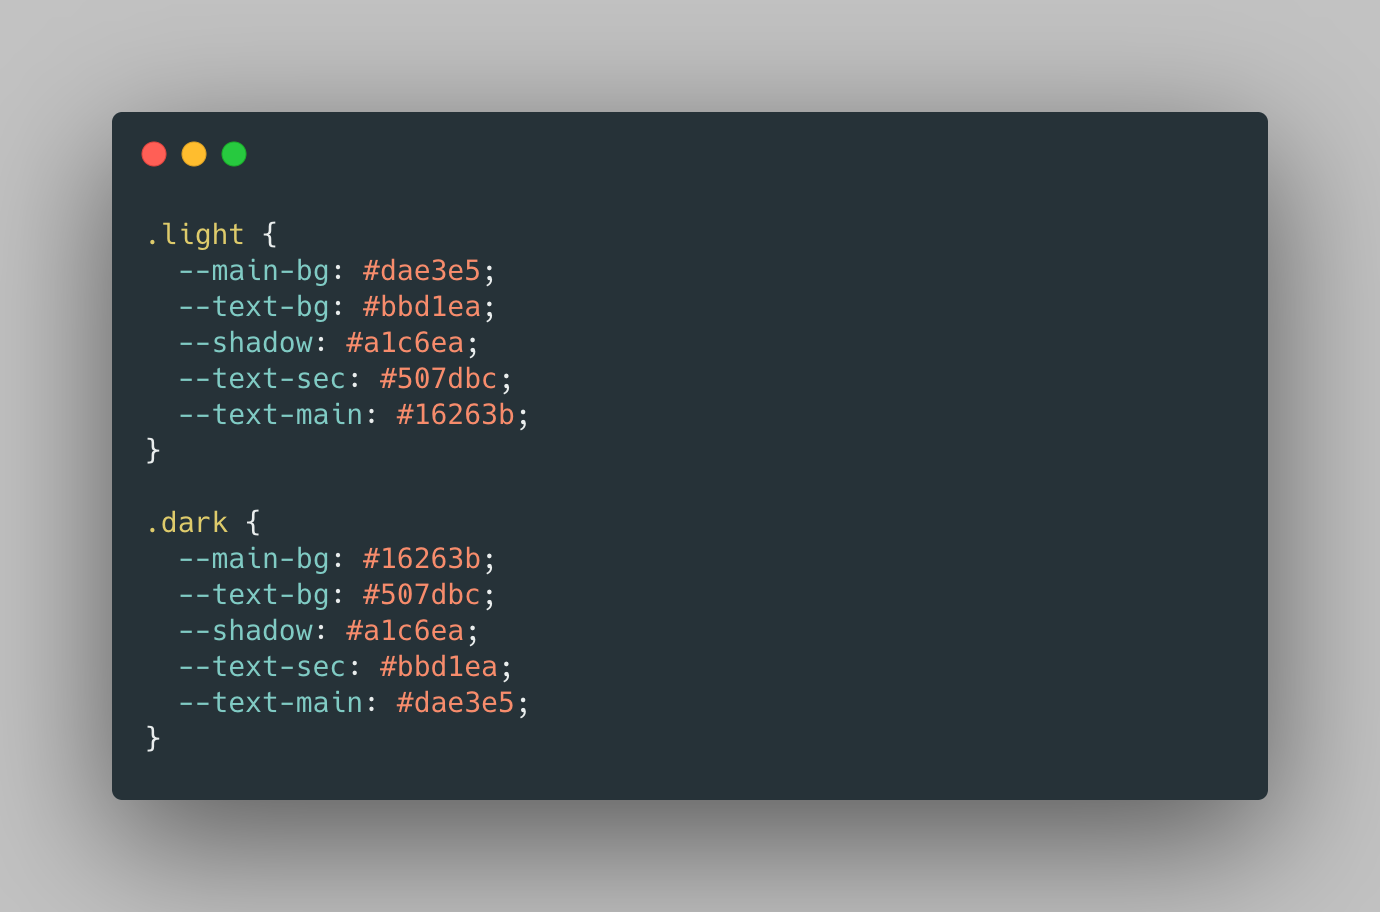 .light {
  --main-bg: #dae3e5;
  --text-bg: #bbd1ea;
  --shadow: #a1c6ea;
  --text-sec: #507dbc;
  --text-main: #16263b;
}

.dark {
  --main-bg: #16263b;
  --text-bg: #507dbc;
  --shadow: #a1c6ea;
  --text-sec: #bbd1ea;
  --text-main: #dae3e5;
}